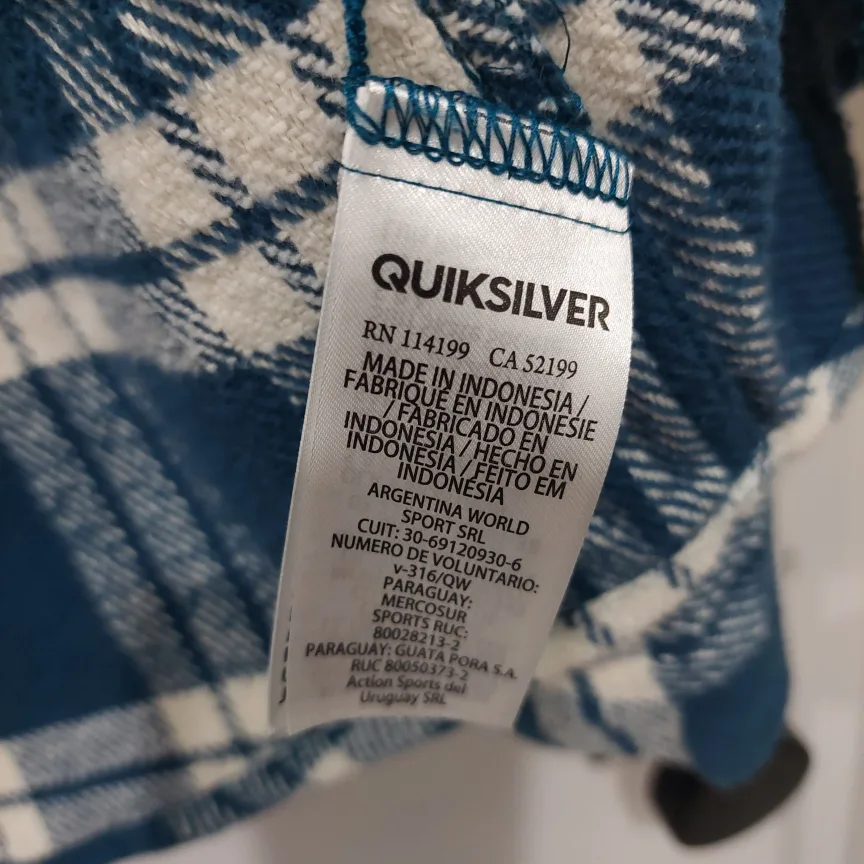 QUIKSILVER
RN 114199 CA 52199
MADE IN INDONESIA /
FABRIQUÉ EN INDONESIE
/ FABRICADO EN
INDONESIA / HECHO EN
INDONESIA / FEITO EM
INDONÉSIA
ARGENTINA WORLD
SPORT SRL
CUIT: 30-69120930-6
NUMERO DE VOLUNTARIO:
v-316/QW
PARAGUAY:
MERCOSUR
SPORTS RUC:
80028213-2
PARAGUAY: GUATA PORA S.A.
RUC 80050373-2
Action Sports del
Uruguay SRL